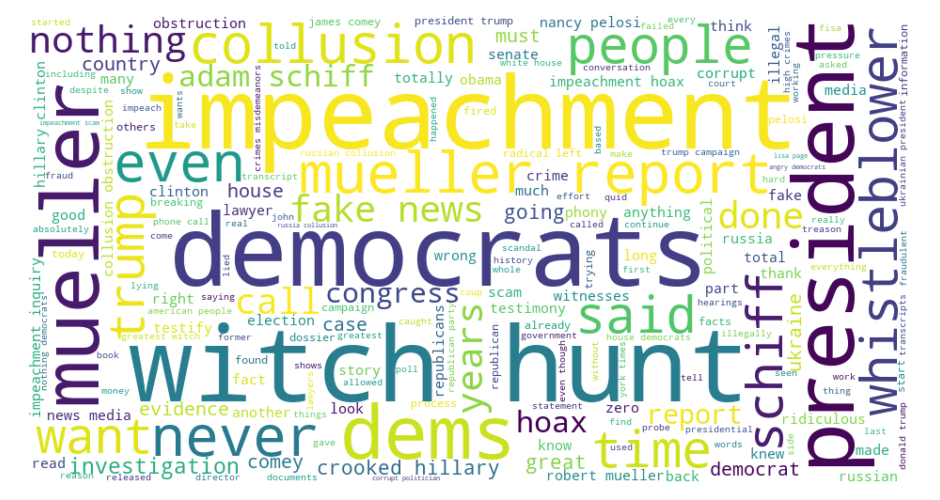 started
obstruction
james comey
president trump
nancy pelosi
failed
every
think
illegal
high crimes
nothing
collusion
told
must
people
fisa
pressure
asked
white house
conversation
country
senate
court
working
adam schiff
totally
obama
impeachment hoax
corrupt
media
including
many
wants
information
despite
show
impeachment
pelosi
impeach
happened
fired
based
whistleblower
president
others
take
impeachment scam
crimes misdemeanors
russian collusion
radical left
make
trump campaign
lisa page
angry democrats
hillary clinton
mueller
even
transcript
mueller report
hard
fraud
clinton
house
crime
much
effort
quid
fake
ukrainian president
breaking
lawyer
fake news
going
phony
anything
done
good
phone call
john
called
continue
really
absolutely
come
real
russia collusion
political
russia
treason
trump
collusion obstruction
democrats
wrong
scandal
history
whole
long
first
trying
total
everything
today
lied
thank
lying
right
saying
call
congress
coup
scam
witnesses
part
hearings
schiff
ukraine
fraudulent
american people
campaign
testimony
said
facts
impeachment inquiry
testify
election
case
years
republicans
republican party
already
government
house democrats
illegally
transcripts
greatest witch
former
dossier
greatest
caught
republican
nothing democrats
witch hunt
book
found
story
poll
even though
without
york times
tell
seen
work
start
money
shows
fact
allowed
thing
news media
evidence
another
things
look
process
statement
zero
report
probe
presidential
ridiculous
donald trump
lawyers
hoax
find
used
words
side
want
never
gave
dems
know
time
knew
last
made
read
investigation
comey
crooked hillary
great
back
democrat
russian
reason
released
director
documents
corrupt politician
robert mueller